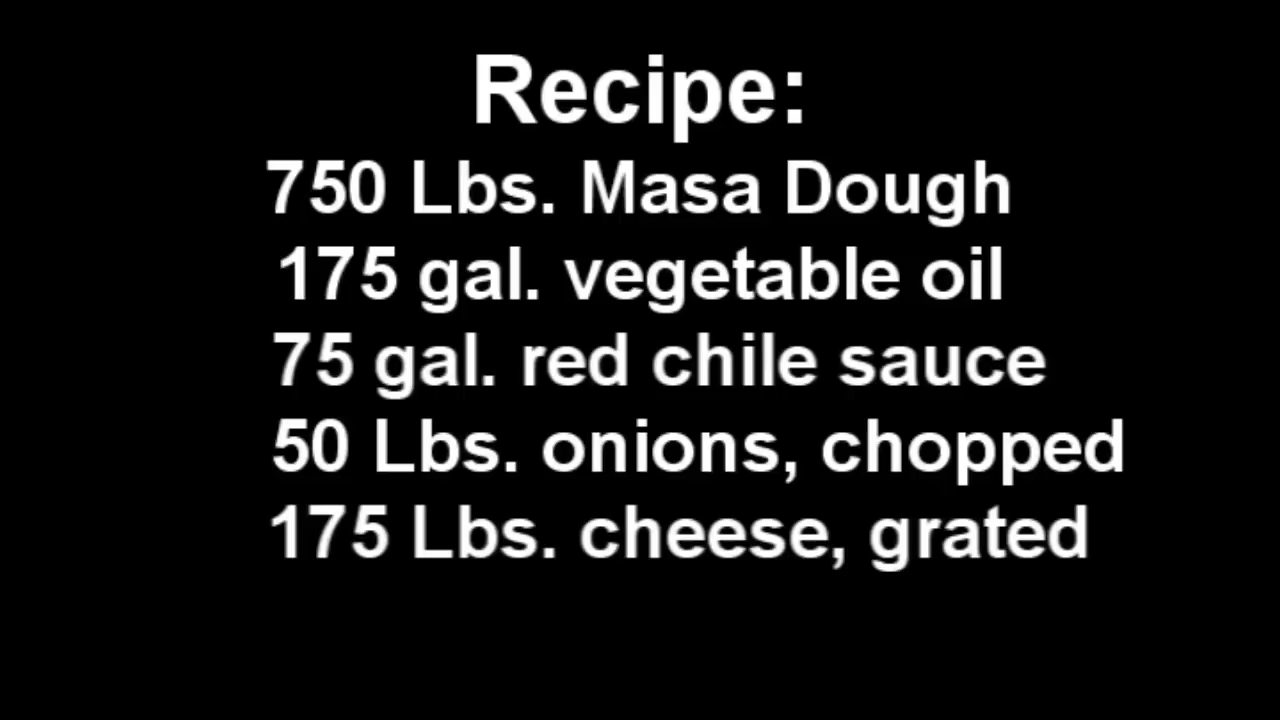 Recipe:
750 Lbs. Masa Dough
175 gal. vegetable oil
75 gal. red chile sauce
50 Lbs. onions, chopped
175 Lbs. cheese, grated